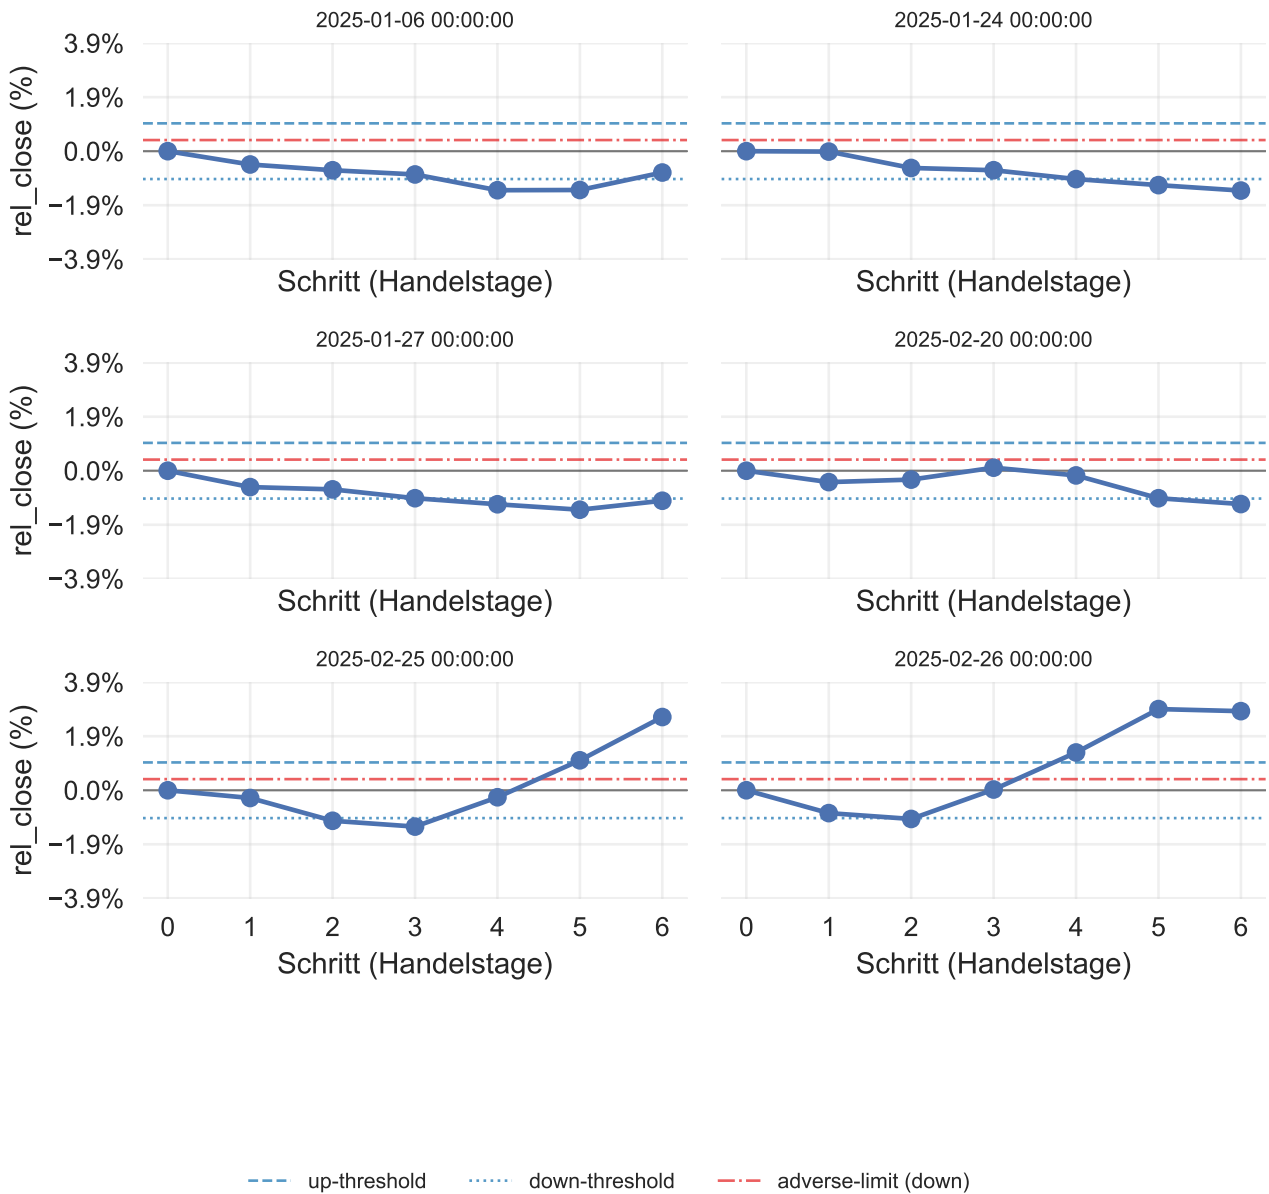 2025-01-06 00:00:00
2025-01-24 00:00:00
3.9%
1.9%
0.0%
−1.9%
−3.9%
rel_close (%)
Schritt (Handelstage)
Schritt (Handelstage)
2025-01-27 00:00:00
2025-02-20 00:00:00
3.9%
1.9%
0.0%
−1.9%
−3.9%
rel_close (%)
Schritt (Handelstage)
Schritt (Handelstage)
2025-02-25 00:00:00
2025-02-26 00:00:00
3.9%
1.9%
0.0%
−1.9%
−3.9%
rel_close (%)
0 1 2 3 4 5 6
0 1 2 3 4 5 6
Schritt (Handelstage)
Schritt (Handelstage)
up-threshold
down-threshold
adverse-limit (down)